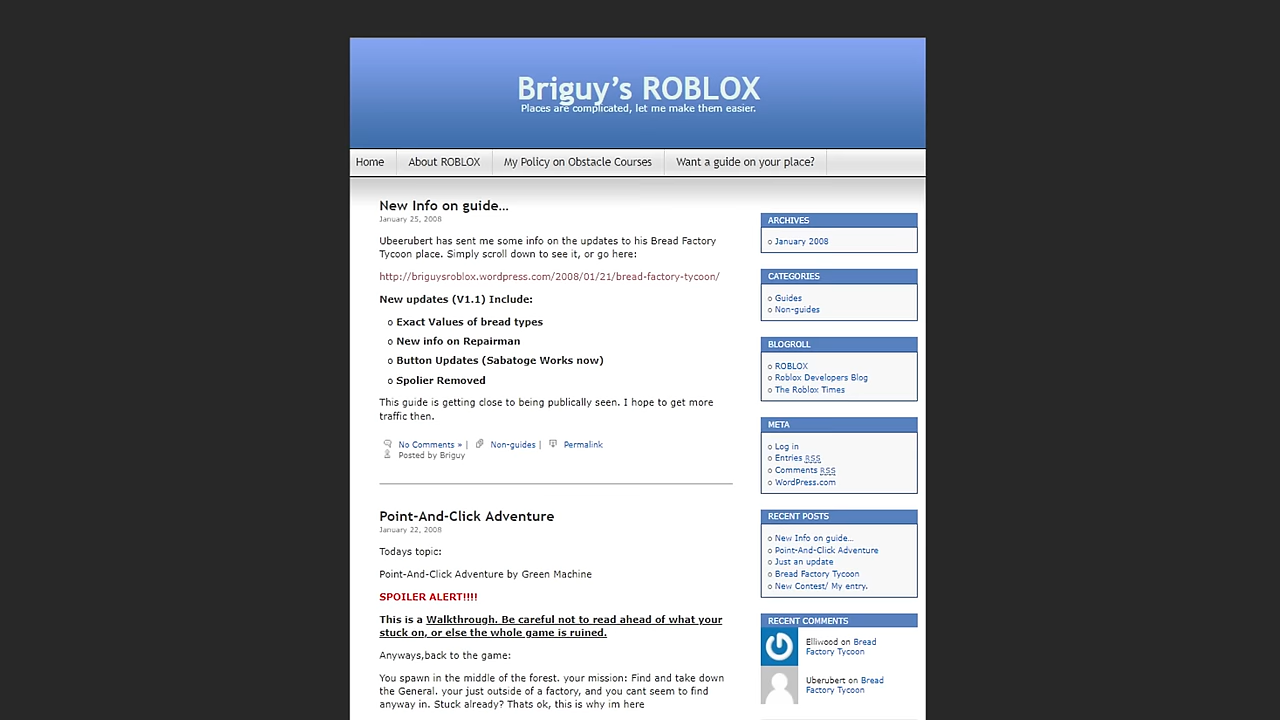 Briguy's ROBLOX
Places are complicated, let me make them easier.
Home
About ROBLOX
My Policy on Obstacle Courses
Want a guide on your place?
New Info on guide...
January 25, 2008
Ubeerubert has sent me some info on the updates to his Bread Factory
Tycoon place. Simply scroll down to see it, or go here:
http://briguysroblox.wordpress.com/2008/01/21/bread-factory-tycoon/
New updates (V1.1) Include:
o Exact Values of bread types
o New info on Repairman
o Button Updates (Sabatoge Works now)
o Spolier Removed
This guide is getting close to being publically seen. I hope to get more
traffic then.
No Comments » | Non-guides | Permalink
Posted by Briguy
Point-And-Click Adventure
January 22, 2008
Todays topic:
Point-And-Click Adventure by Green Machine
SPOILER ALERT!!!!
This is a Walkthrough. Be careful not to read ahead of what your
stuck on, or else the whole game is ruined.
Anyways,back to the game:
You spawn in the middle of the forest. your mission: Find and take down
the General. your just outside of a factory, and you cant seem to find
anyway in. Stuck already? Thats ok, this is why im here
ARCHIVES
o January 2008
CATEGORIES
o Guides
o Non-guides
BLOGROLL
o ROBLOX
o Roblox Developers Blog
o The Roblox Times
META
o Log in
o Entries RSS
o Comments RSS
o WordPress.com
RECENT POSTS
o New Info on guide...
o Point-And-Click Adventure
o Just an update
o Bread Factory Tycoon
o New Contest/ My entry.
RECENT COMMENTS
Elliwood on Bread
Factory Tycoon
Uberubert on Bread
Factory Tycoon